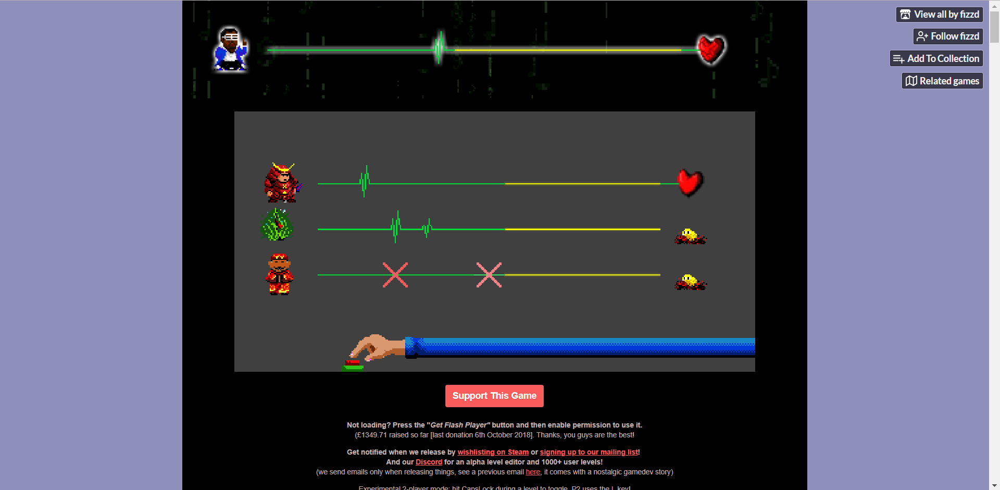 View all by fizzd
Follow fizzd
Add To Collection
Related games
Support This Game
Not loading? Press the "Get Flash Player" button and then enable permission to use it.
(£1349.71 raised so far [last donation 6th October 2018]. Thanks, you guys are the best!
Get notified when we release by wishlisting on Steam or signing up to our mailing list!
And our Discord for an alpha level editor and 1000+ user levels!
(we send emails only when releasing things, see a previous email here, it comes with a nostalgic gamedev story)
Experimental 2-player mode: hit CapsLock during a level to toggle. P2 uses the L key!